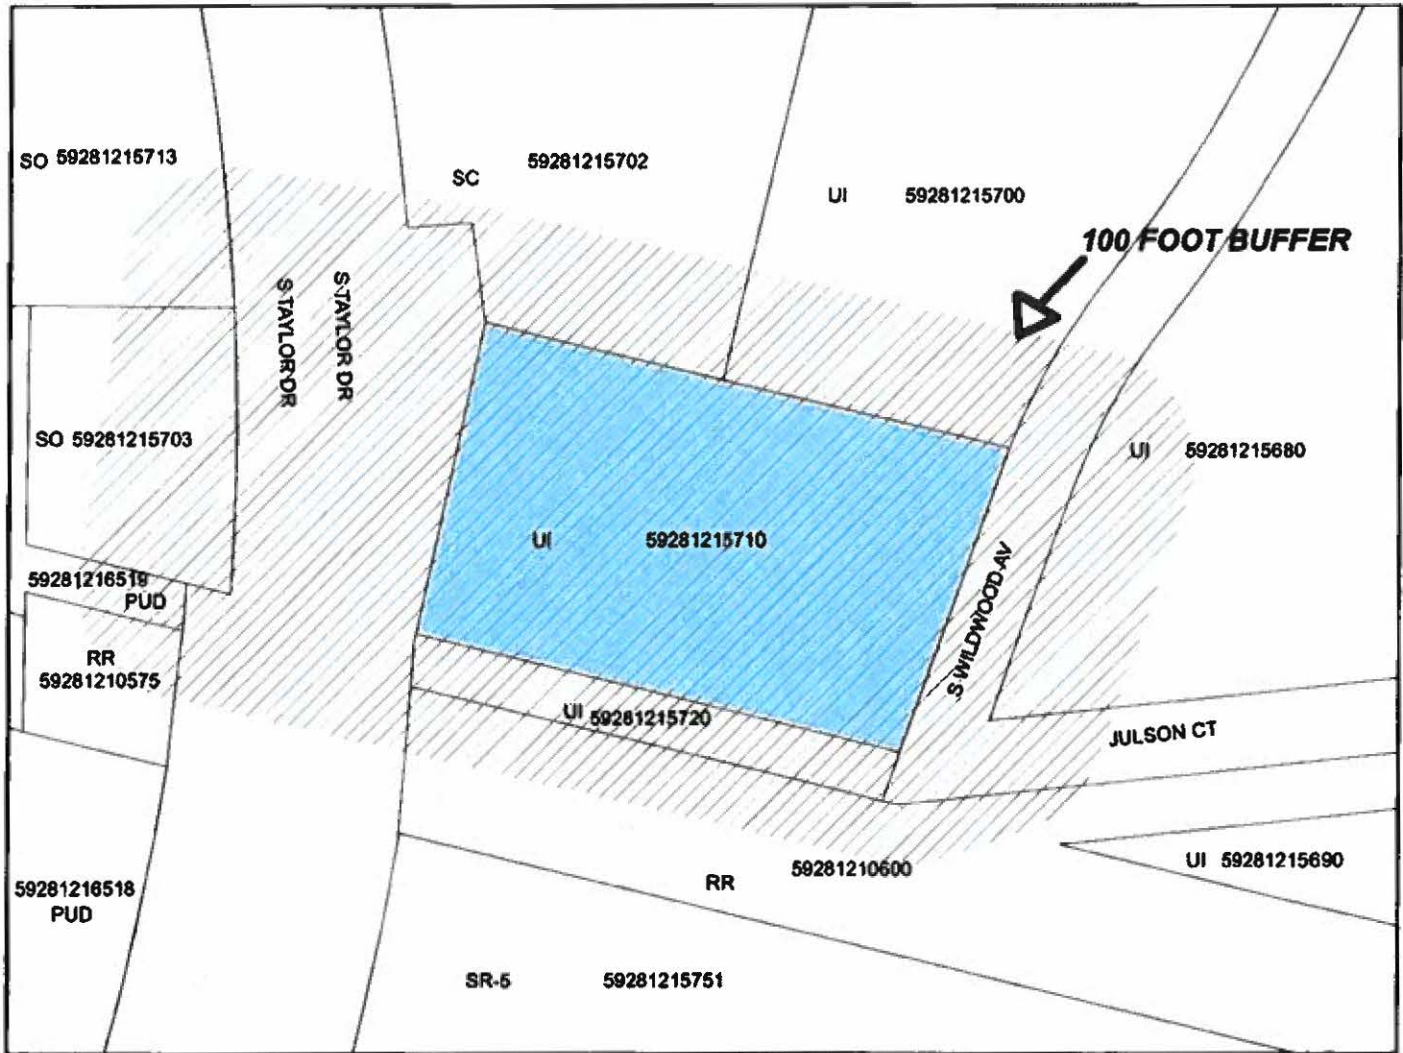 SO 59281215713
SC 59281215702
UI 59281215700
100 FOOT BUFFER
S TAYLOR DR
S TAYLOR DR
SO 59281215703
UI 59281215680
UI 59281215710
S WILDWOOD AV
59281216519
PUD
RR
59281210575
UI 59281215720
JULSON CT
59281210600
RR
UI 59281215690
59281216518
PUD
SR-5 59281215751